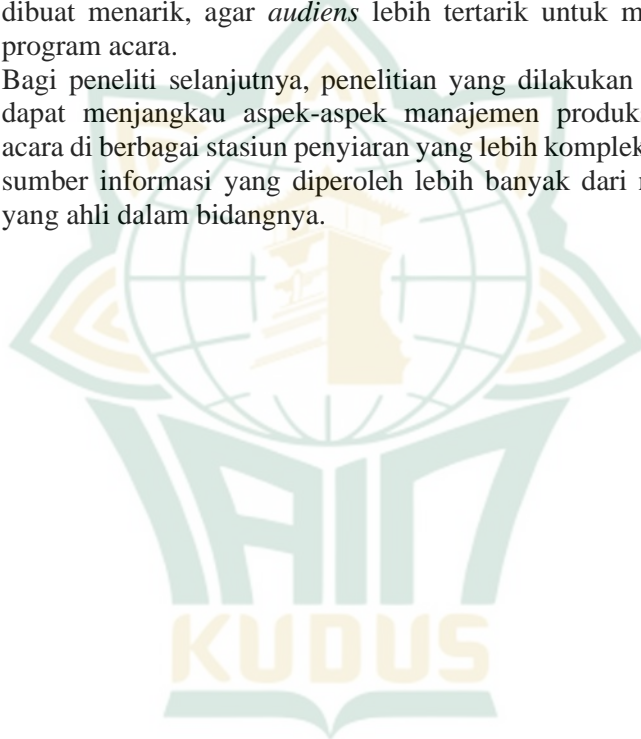 dibuat menarik, agar audiens lebih tertarik untuk m
program acara.
Bagi peneliti selanjutnya, penelitian yang dilakukan
dapat menjangkau aspek-aspek manajemen produk
acara di berbagai stasiun penyiaran yang lebih komplek
sumber informasi yang diperoleh lebih banyak dari
yang ahli dalam bidangnya.
IAIN
KUDUS